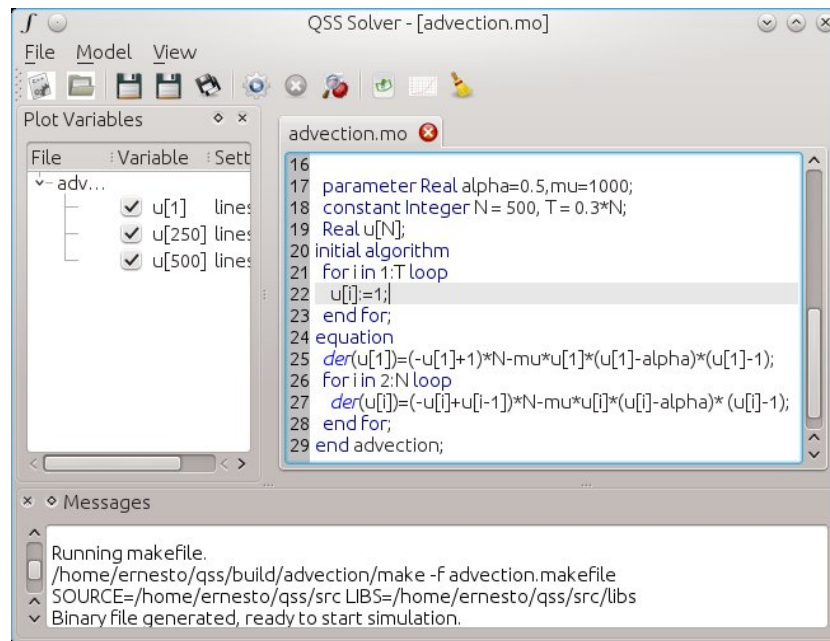 QSS Solver - [advection.mo]
File Model View
Plot Variables
File Variable Sett
adv...
u[1] lines
u[250] lines
u[500] lines
advection.mo
16
17 parameter Real alpha=0.5,mu=1000;
18 constant Integer N = 500, T = 0.3*N;
19 Real u[N];
20 initial algorithm
21 for i in 1:T loop
22 u[i]:=1;
23 end for;
24 equation
25 der(u[1])=(-u[1]+1)*N-mu*u[1]*(u[1]-alpha)*(u[1]-1);
26 for i in 2:N loop
27 der(u[i])=(-u[i]+u[i-1])*N-mu*u[i]*(u[i]-alpha)* (u[i]-1);
28 end for;
29 end advection;
Messages
Running makefile.
/home/ernesto/qss/build/advection/make -f advection.makefile
SOURCE=/home/ernesto/qss/src LIBS=/home/ernesto/qss/src/libs
Binary file generated, ready to start simulation.